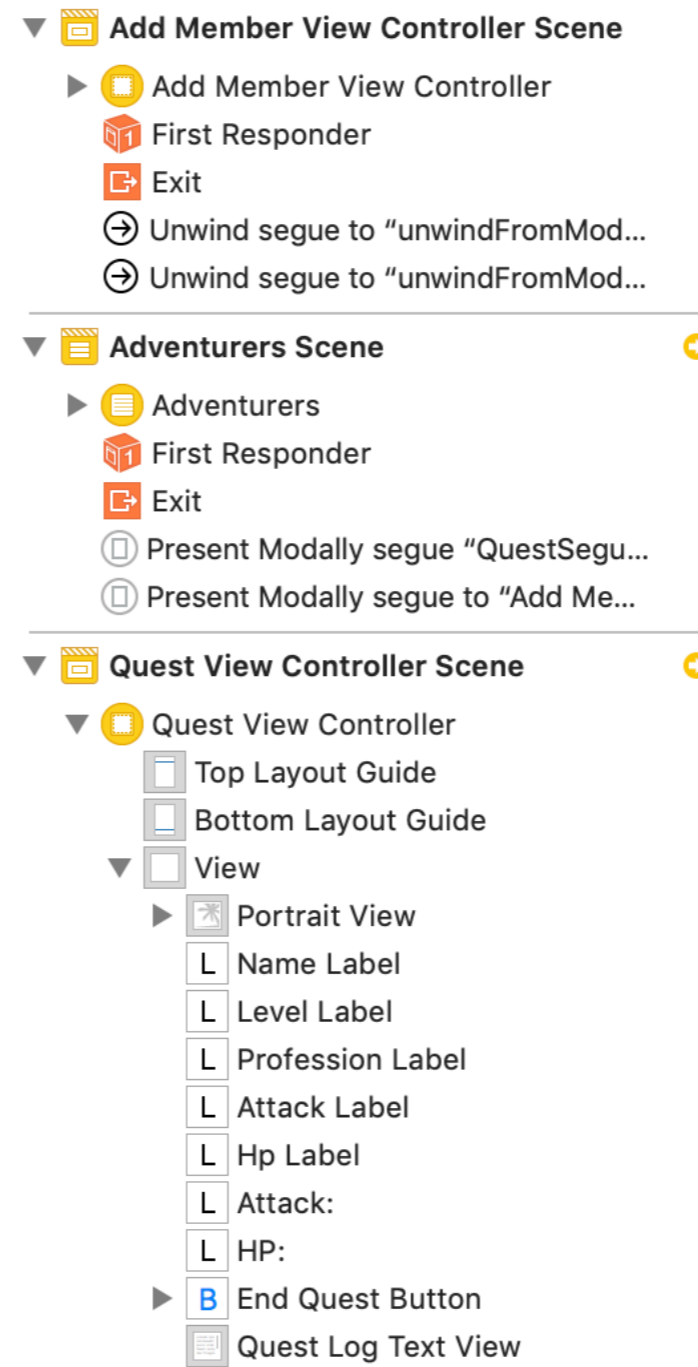 Add Member View Controller Scene
Add Member View Controller
First Responder
Exit
Unwind segue to “unwindFromMod...
Unwind segue to “unwindFromMod...
Adventurers Scene
Adventurers
First Responder
Exit
Present Modally segue “QuestSegu...
Present Modally segue to “Add Me...
Quest View Controller Scene
Quest View Controller
Top Layout Guide
Bottom Layout Guide
View
Portrait View
L Name Label
L Level Label
L Profession Label
L Attack Label
L Hp Label
L Attack:
L HP:
B End Quest Button
Quest Log Text View